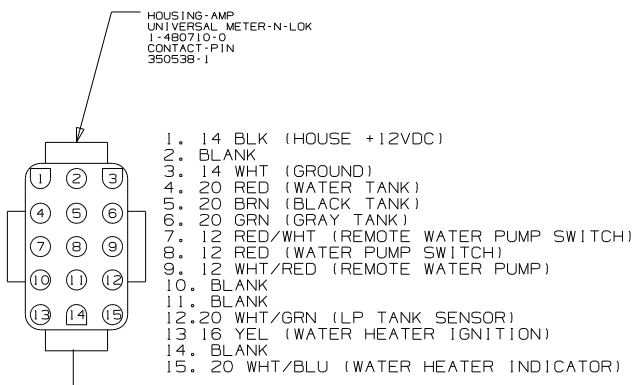 HOUSING-AMP
UNIVERSAL METER-N-LOK
1-480710-0
CONTACT-PIN
350538-1
1. 14 BLK (HOUSE +12VDC)
2. BLANK
3. 14 WHT (GROUND)
4. 20 RED (WATER TANK)
5. 20 BRN (BLACK TANK)
6. 20 GRN (GRAY TANK)
7. 12 RED/WHT (REMOTE WATER PUMP SWITCH)
8. 12 RED (WATER PUMP SWITCH)
9. 12 WHT/RED (REMOTE WATER PUMP)
10. BLANK
11. BLANK
12.20 WHT/GRN (LP TANK SENSOR)
13 16 YEL (WATER HEATER IGNITION)
14. BLANK
15. 20 WHT/BLU (WATER HEATER INDICATOR)
1 2 3
4 5 6
7 8 9
10 11 12
13 14 15